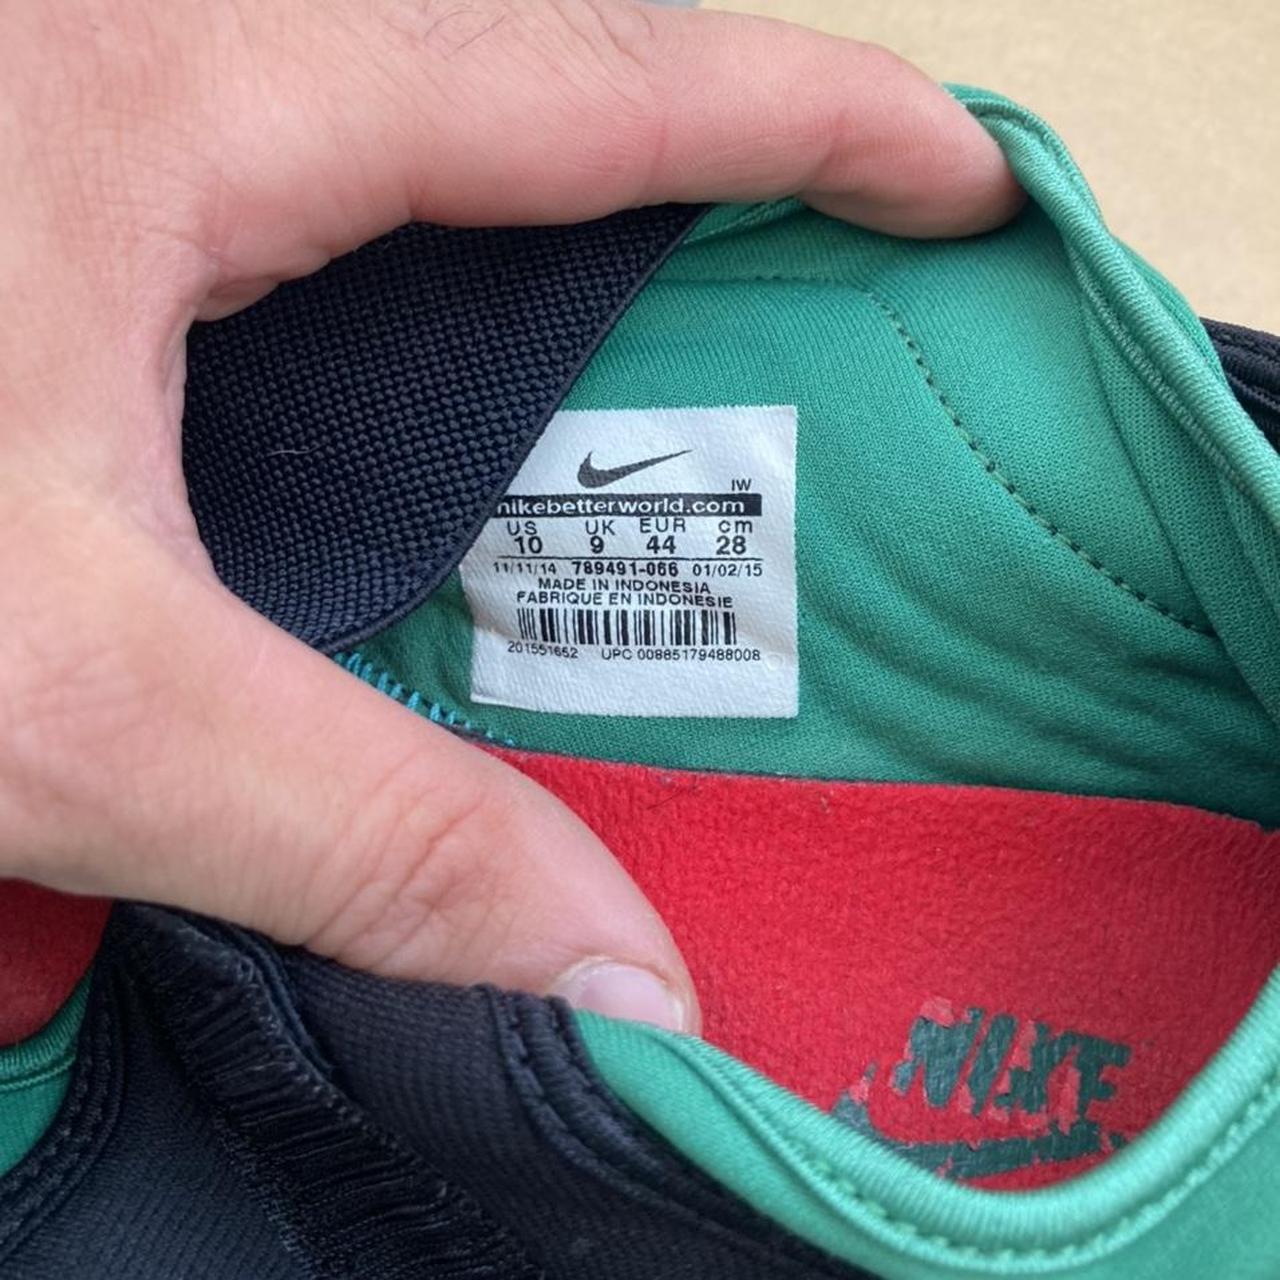 IW
nikebetterworld.com
US UK EUR cm
10 9 44 28
11/11/14 789491-066 01/02/15
MADE IN INDONESIA
FABRIQUE EN INDONESIE
201551652 UPC 00885179488008
NIKE